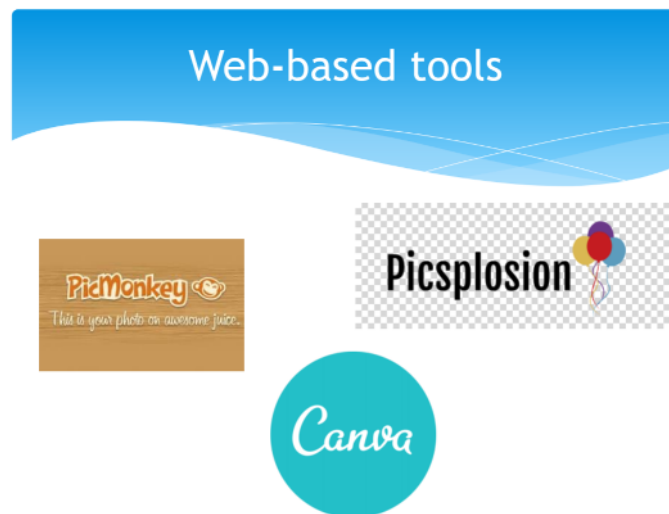 Web-based tools
PicMonkey
This is your photo on awesome juice.
Picsplosion
Canva